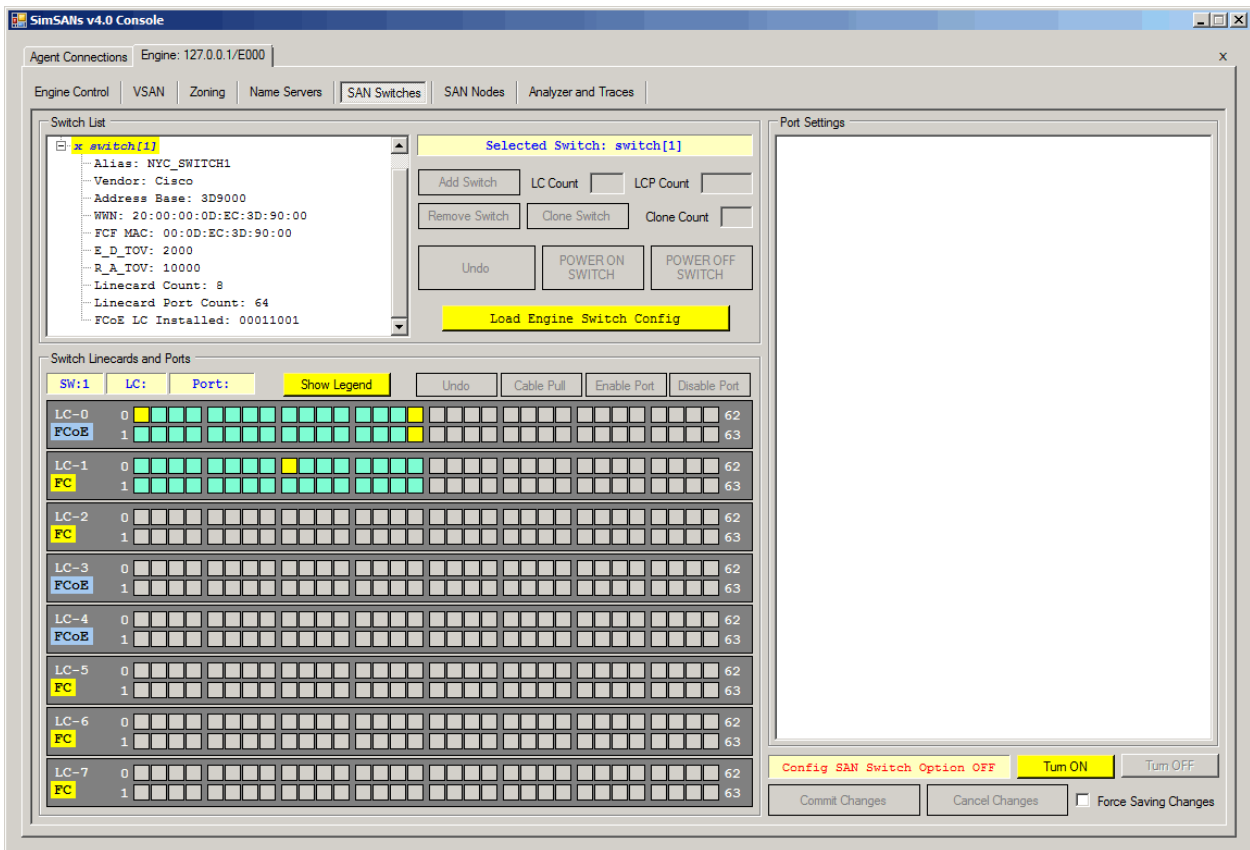 SimSANs v4.0 Console
Agent Connections Engine: 127.0.0.1/E000 x
Engine Control VSAN Zoning Name Servers SAN Switches SAN Nodes Analyzer and Traces
Switch List
x switch[1]
Alias: NYC_SWITCH1
Vendor: Cisco
Address Base: 3D9000
WWN: 20:00:00:0D:EC:3D:90:00
FCF MAC: 00:0D:EC:3D:90:00
E_D_TOV: 2000
R_A_TOV: 10000
Linecard Count: 8
Linecard Port Count: 64
FCoE LC Installed: 00011001
Selected Switch: switch[1]
Add Switch LC Count LCP Count
Remove Switch Clone Switch Clone Count
Undo POWER ON SWITCH POWER OFF SWITCH
Load Engine Switch Config
Switch Linecards and Ports
SW:1 LC: Port: Show Legend Undo Cable Pull Enable Port Disable Port
LC-0 0 62
FCoE 1 63
LC-1 0 62
FC 1 63
LC-2 0 62
FC 1 63
LC-3 0 62
FCoE 1 63
LC-4 0 62
FCoE 1 63
LC-5 0 62
FC 1 63
LC-6 0 62
FC 1 63
LC-7 0 62
FC 1 63
Port Settings
Config SAN Switch Option OFF Turn ON Turn OFF
Commit Changes Cancel Changes Force Saving Changes